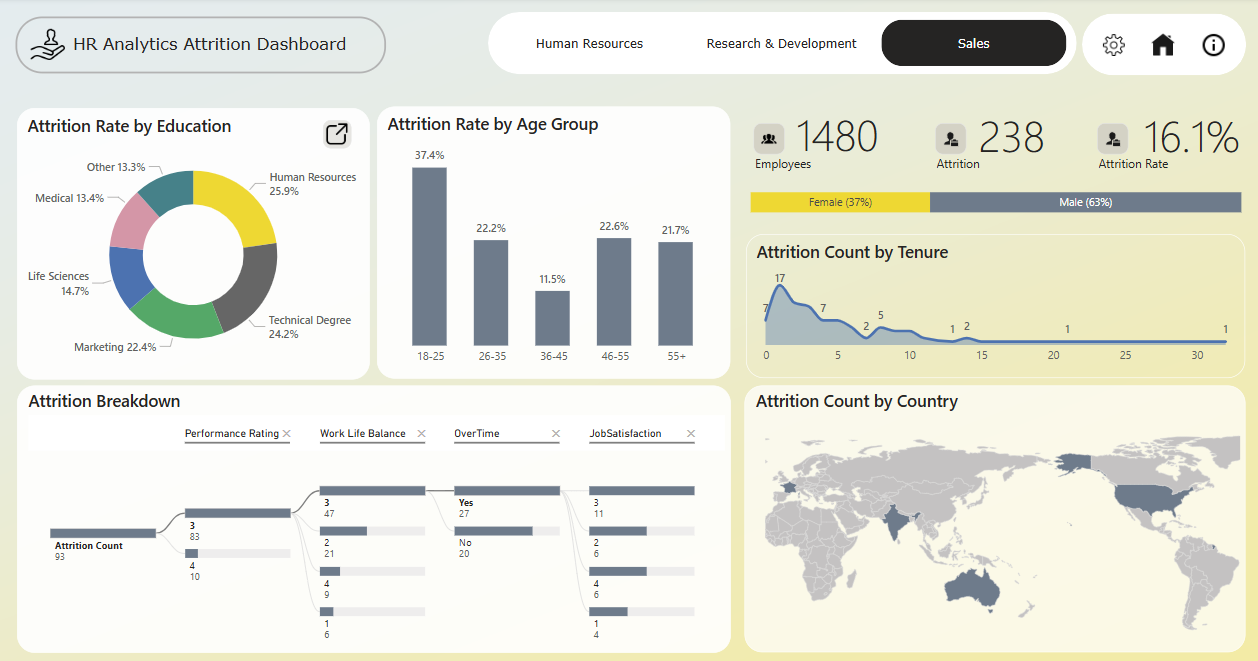 HR Analytics Attrition Dashboard
Human Resources
Research & Development
Sales
Attrition Rate by Education
Other 13.3%
Medical 13.4%
Life Sciences
14.7%
Marketing 22.4%
Human Resources
25.9%
Technical Degree
24.2%
Attrition Rate by Age Group
37.4%
22.2%
11.5%
22.6%
21.7%
18-25
26-35
36-45
46-55
55+
1480
Employees
238
Attrition
16.1%
Attrition Rate
Female (37%)
Male (63%)
Attrition Count by Tenure
7
17
7
2
5
1
2
1
1
0
5
10
15
20
25
30
Attrition Breakdown
Performance Rating
Work Life Balance
OverTime
JobSatisfaction
Attrition Count
93
3
83
4
10
3
47
2
21
4
9
1
6
Yes
27
No
20
3
11
2
6
4
6
1
4
Attrition Count by Country